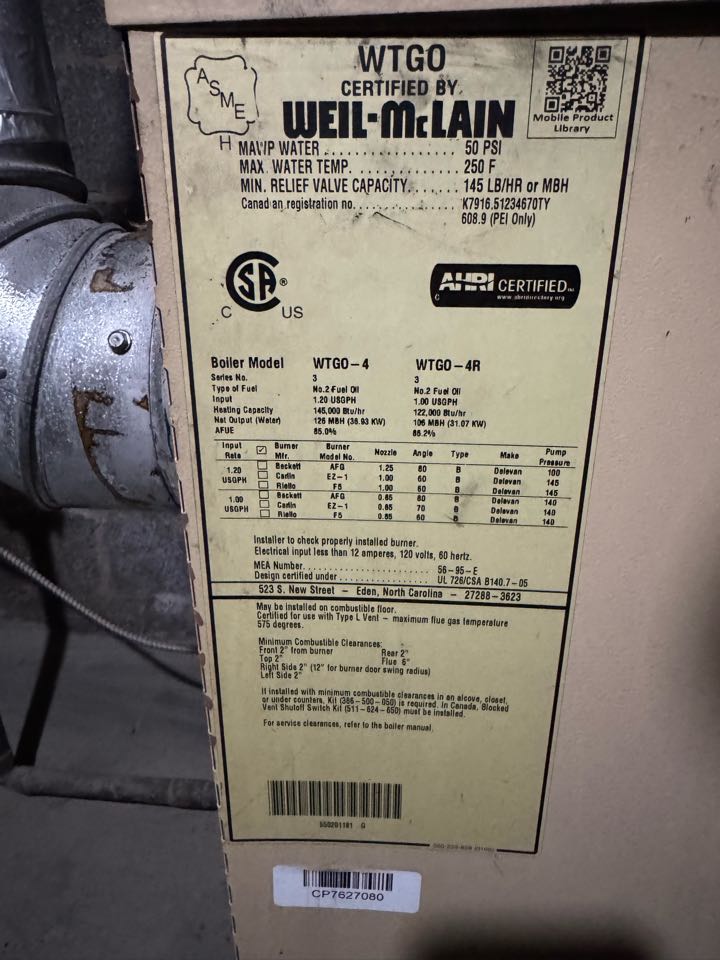 ASME
H
WTGO
CERTIFIED BY
WEIL-McLAIN
Mobile Product
Library
MAWP WATER . . . . . . . . . . . . . . . . . . 50 PSI
MAX. WATER TEMP. . . . . . . . . . . . . . . 250 F
MIN. RELIEF VALVE CAPACITY. . . . . . . 145 LB/HR or MBH
Canadian registration no. . . . . . . . . . . . . . . . . K7916.51234670TY
608.9 (PEI Only)
CSA®
C US
AHRI CERTIFIED
www.ahridirectory.org
Boiler Model WTGO-4 WTGO-4R
Series No. 3 3
Type of Fuel No.2 Fuel Oil No.2 Fuel Oil
Input 1.20 USGPH 1.00 USGPH
Heating Capacity 145,000 Btu/hr 122,000 Btu/hr
Net Output (Water) 126 MBH (36.93 KW) 106 MBH (31.07 KW)
AFUE 85.0% 86.2%
Input Rate Burner Mfr. Burner Model No. Nozzle Angle Type Make Pump Pressure
1.20 USGPH Beckett AFG 1.25 80 B Delavan 100
Carlin EZ-1 1.00 60 B Delavan 145
Riello F5 1.00 60 B Delavan 145
1.00 USGPH Beckett AFG 0.85 80 B Delavan 140
Carlin EZ-1 0.85 70 B Delavan 140
Riello F5 0.85 60 B Delavan 140
Installer to check properly installed burner.
Electrical input less than 12 amperes, 120 volts, 60 hertz.
MEA Number. . . . . . . . . . . . . . . . . . . . . . . 56-95-E
Design certified under . . . . . . . . . . . . . . . . UL 726/CSA B140.7-05
523 S. New Street - Eden, North Carolina - 27288-3623
May be installed on combustible floor.
Certified for use with Type L Vent - maximum flue gas temperature
575 degrees.
Minimum Combustible Clearances:
Front 2" from burner Rear 2"
Top 2" Flue 6"
Right Side 2" (12" for burner door swing radius)
Left Side 2"
If installed with minimum combustible clearances in an alcove, closet,
or under counters, Kit (386-500-050) is required. In Canada, Blocked
Vent Shutoff Switch Kit (511-624-650) must be installed.
For service clearances, refer to the boiler manual.
550201181 G
CP7627080